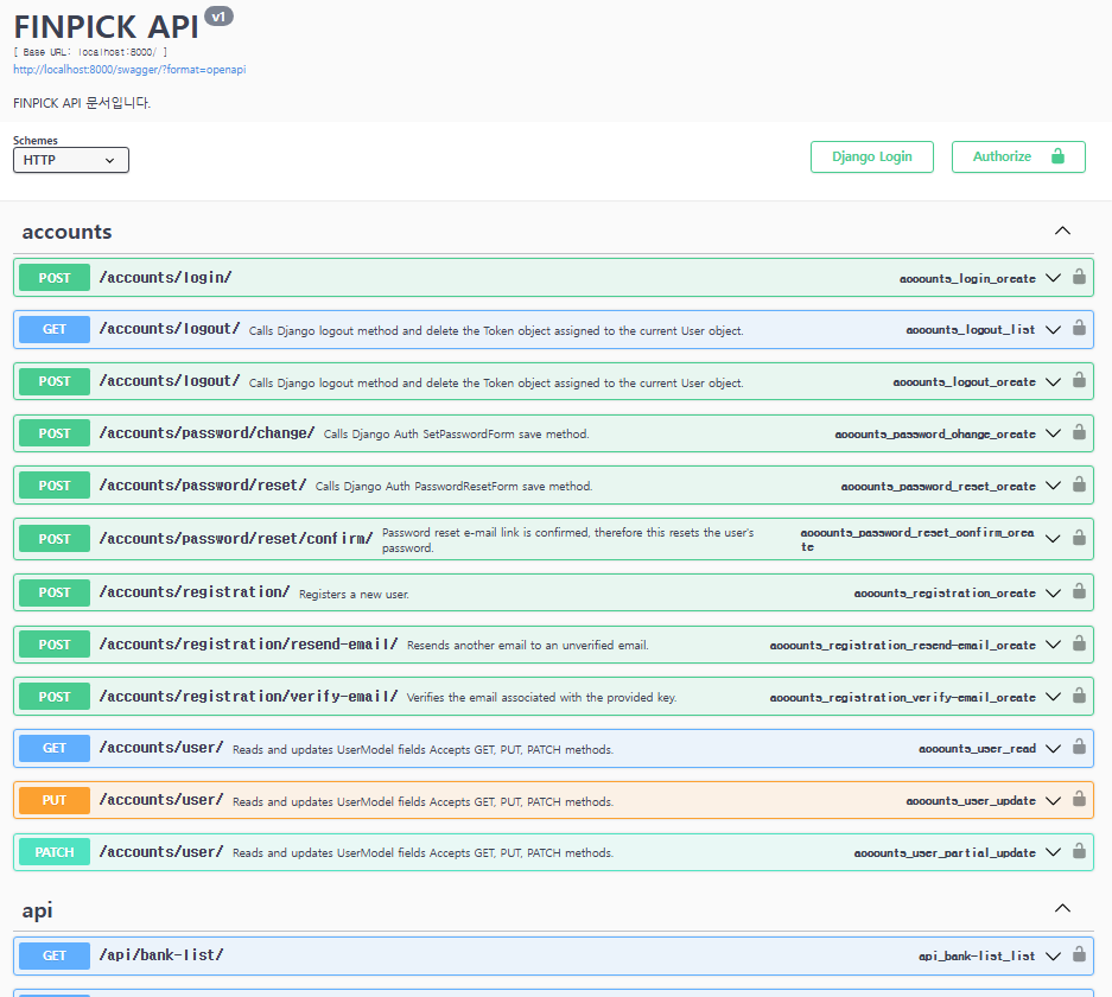 FINPICK API v1
[ Base URL: localhost:8000/ ]
http://localhost:8000/swagger/?format=openapi
FINPICK API 문서입니다.
Schemes
HTTP
Django Login
Authorize
accounts
POST /accounts/login/ accounts_login_create
GET /accounts/logout/ Calls Django logout method and delete the Token object assigned to the current User object. accounts_logout_list
POST /accounts/logout/ Calls Django logout method and delete the Token object assigned to the current User object. accounts_logout_create
POST /accounts/password/change/ Calls Django Auth SetPasswordForm save method. accounts_password_change_create
POST /accounts/password/reset/ Calls Django Auth PasswordResetForm save method. accounts_password_reset_create
POST /accounts/password/reset/confirm/ Password reset e-mail link is confirmed, therefore this resets the user's
password.
accounts_password_reset_confirm_crea
te
POST /accounts/registration/ Registers a new user. accounts_registration_create
POST /accounts/registration/resend-email/ Resends another email to an unverified email. accounts_registration_resend-email_create
POST /accounts/registration/verify-email/ Verifies the email associated with the provided key. accounts_registration_verify-email_create
GET /accounts/user/ Reads and updates UserModel fields Accepts GET, PUT, PATCH methods. accounts_user_read
PUT /accounts/user/ Reads and updates UserModel fields Accepts GET, PUT, PATCH methods. accounts_user_update
PATCH /accounts/user/ Reads and updates UserModel fields Accepts GET, PUT, PATCH methods. accounts_user_partial_update
api
GET /api/bank-list/ api_bank-list_list